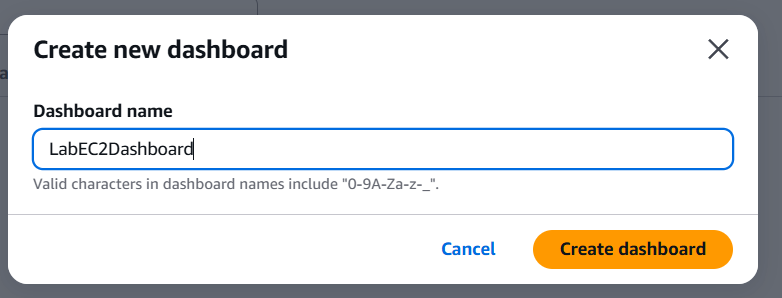 Create new dashboard
Dashboard name
LabEC2Dashboard
Valid characters in dashboard names include "0-9A-Za-z-_".
Cancel
Create dashboard